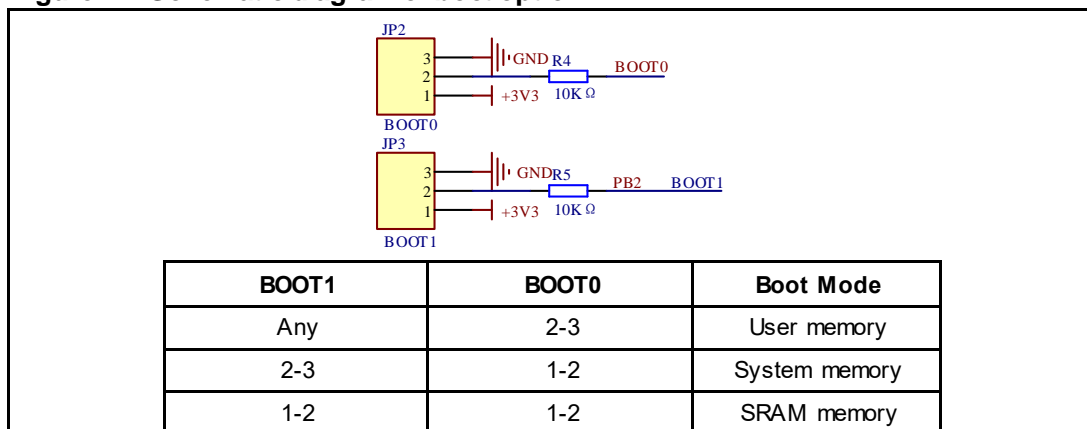 JP2
3 GND R4 BOOT0
2
1 +3V3 10K Ω
BOOT0
JP3
3 GND R5 PB2 BOOT1
2
1 +3V3 10K Ω
BOOT1
BOOT1 BOOT0 Boot Mode
Any 2-3 User memory
2-3 1-2 System memory
1-2 1-2 SRAM memory